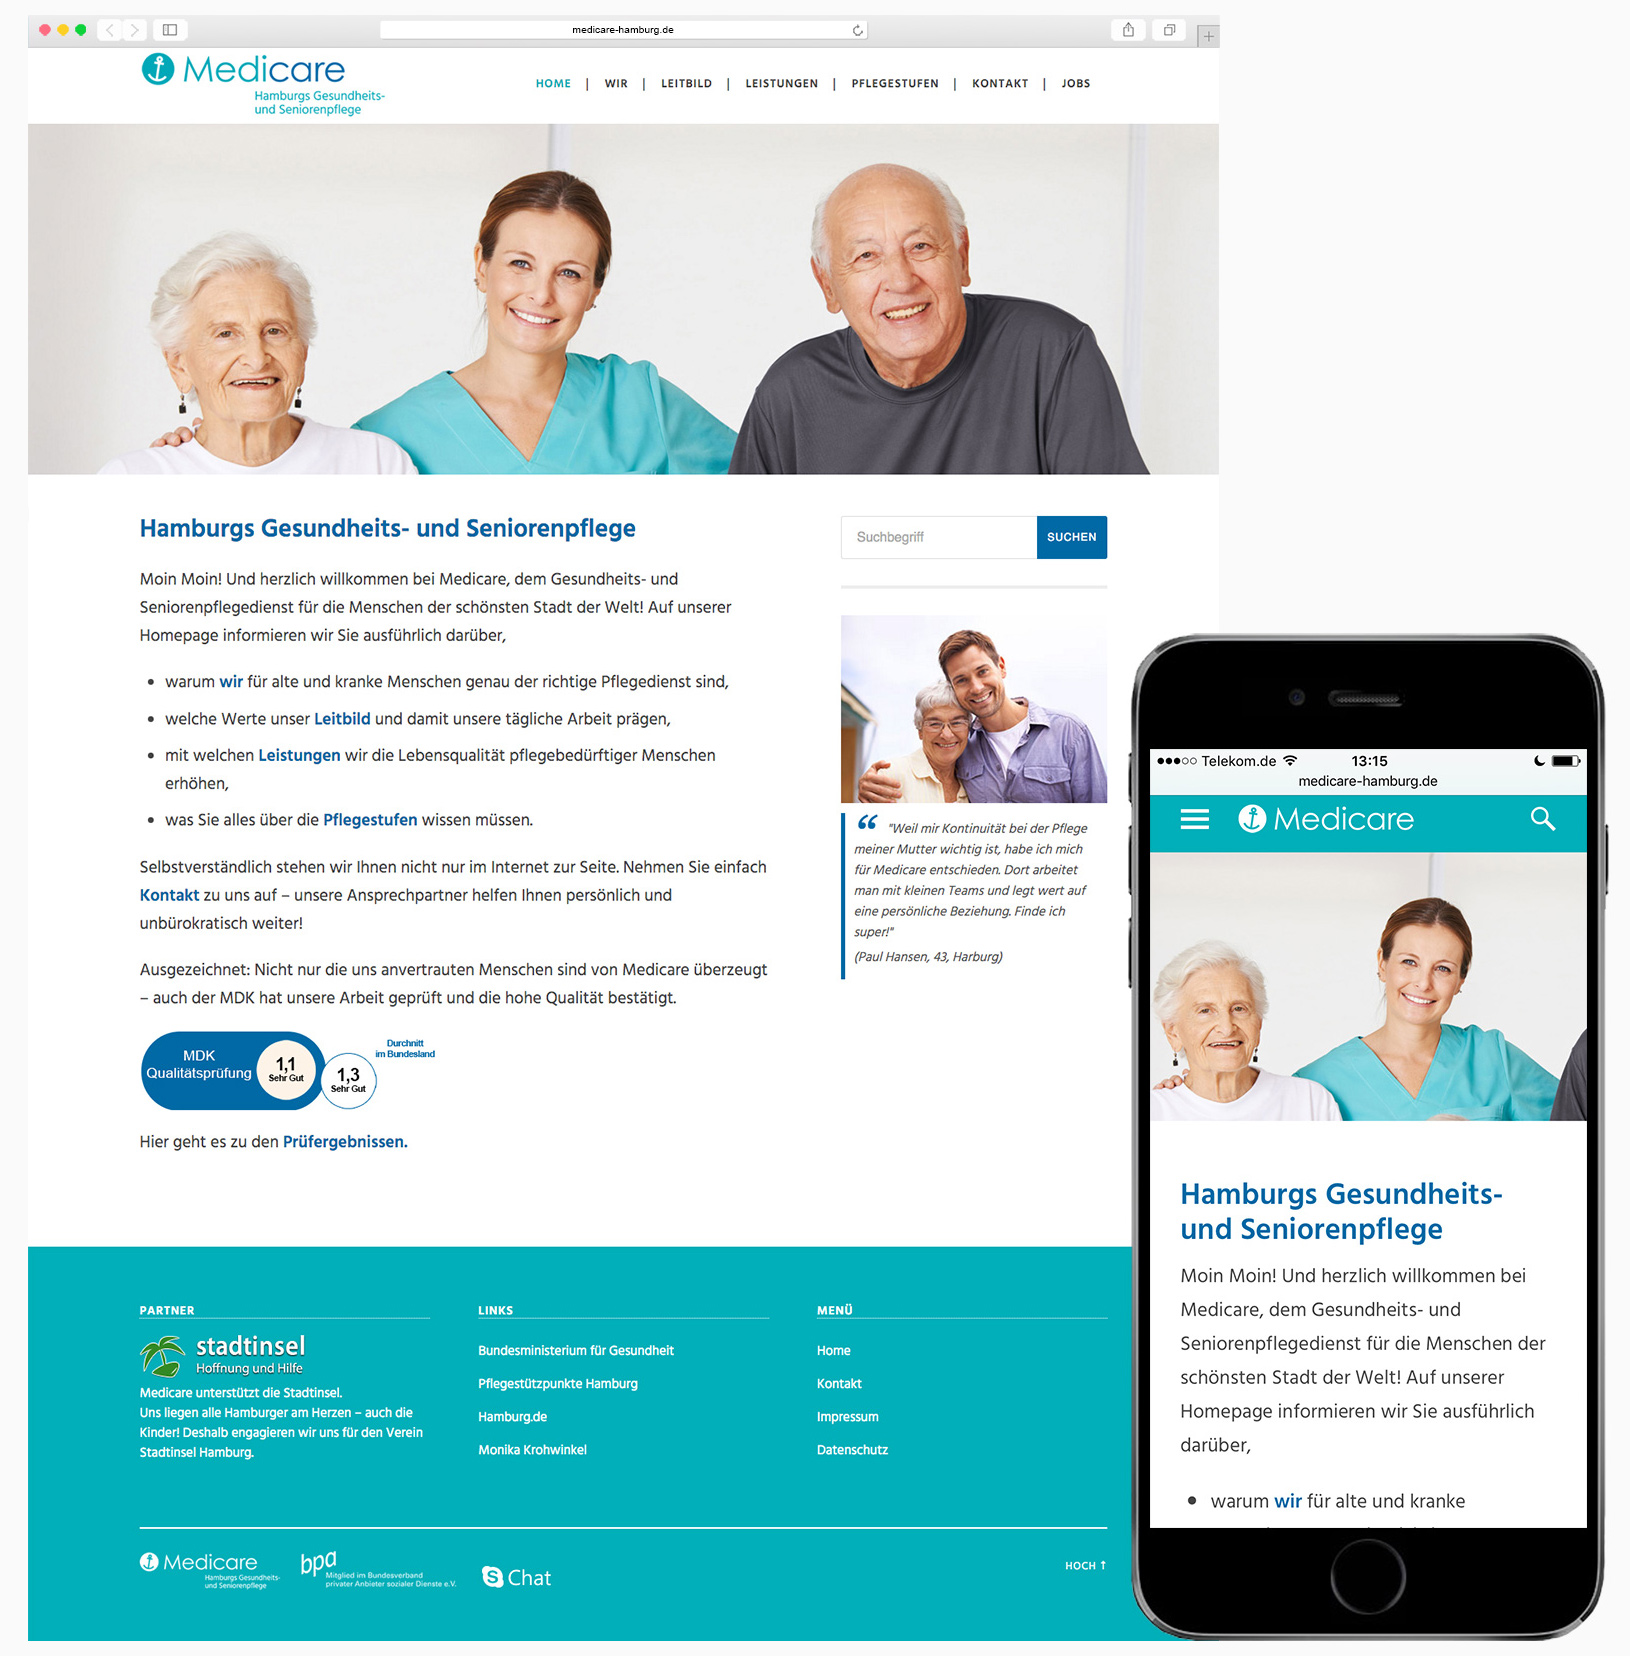 medicare-hamburg.de
Medicare
Hamburgs Gesundheits-
und Seniorenpflege
HOME | WIR | LEITBILD | LEISTUNGEN | PFLEGESTUFEN | KONTAKT | JOBS
Hamburgs Gesundheits- und Seniorenpflege
Moin Moin! Und herzlich willkommen bei Medicare, dem Gesundheits- und
Seniorenpflegedienst für die Menschen der schönsten Stadt der Welt! Auf unserer
Homepage informieren wir Sie ausführlich darüber,
• warum wir für alte und kranke Menschen genau der richtige Pflegedienst sind,
• welche Werte unser Leitbild und damit unsere tägliche Arbeit prägen,
• mit welchen Leistungen wir die Lebensqualität pflegebedürftiger Menschen
erhöhen,
• was Sie alles über die Pflegestufen wissen müssen.
Selbstverständlich stehen wir Ihnen nicht nur im Internet zur Seite. Nehmen Sie einfach
Kontakt zu uns auf – unsere Ansprechpartner helfen Ihnen persönlich und
unbürokratisch weiter!
Ausgezeichnet: Nicht nur die uns anvertrauten Menschen sind von Medicare überzeugt
– auch der MDK hat unsere Arbeit geprüft und die hohe Qualität bestätigt.
MDK
Qualitätsprüfung
1,1
Sehr Gut
1,3
Sehr Gut
Durchnitt
im Bundesland
Hier geht es zu den Prüfergebnissen.
Suchbegriff
SUCHEN
“ "Weil mir Kontinuität bei der Pflege
meiner Mutter wichtig ist, habe ich mich
für Medicare entschieden. Dort arbeitet
man mit kleinen Teams und legt wert auf
eine persönliche Beziehung. Finde ich
super!"
(Paul Hansen, 43, Harburg)
PARTNER
stadtinsel
Hoffnung und Hilfe
Medicare unterstützt die Stadtinsel.
Uns liegen alle Hamburger am Herzen – auch die
Kinder! Deshalb engagieren wir uns für den Verein
Stadtinsel Hamburg.
LINKS
Bundesministerium für Gesundheit
Pflegestützpunkte Hamburg
Hamburg.de
Monika Krohwinkel
MENÜ
Home
Kontakt
Impressum
Datenschutz
Medicare
Hamburgs Gesundheits-
und Seniorenpflege
bpa
Mitglied im Bundesverband
privater Anbieter sozialer Dienste e.V.
Chat
HOCH ↑
Telekom.de 13:15
medicare-hamburg.de
Medicare
Hamburgs Gesundheits-
und Seniorenpflege
Moin Moin! Und herzlich willkommen bei
Medicare, dem Gesundheits- und
Seniorenpflegedienst für die Menschen der
schönsten Stadt der Welt! Auf unserer
Homepage informieren wir Sie ausführlich
darüber,
• warum wir für alte und kranke